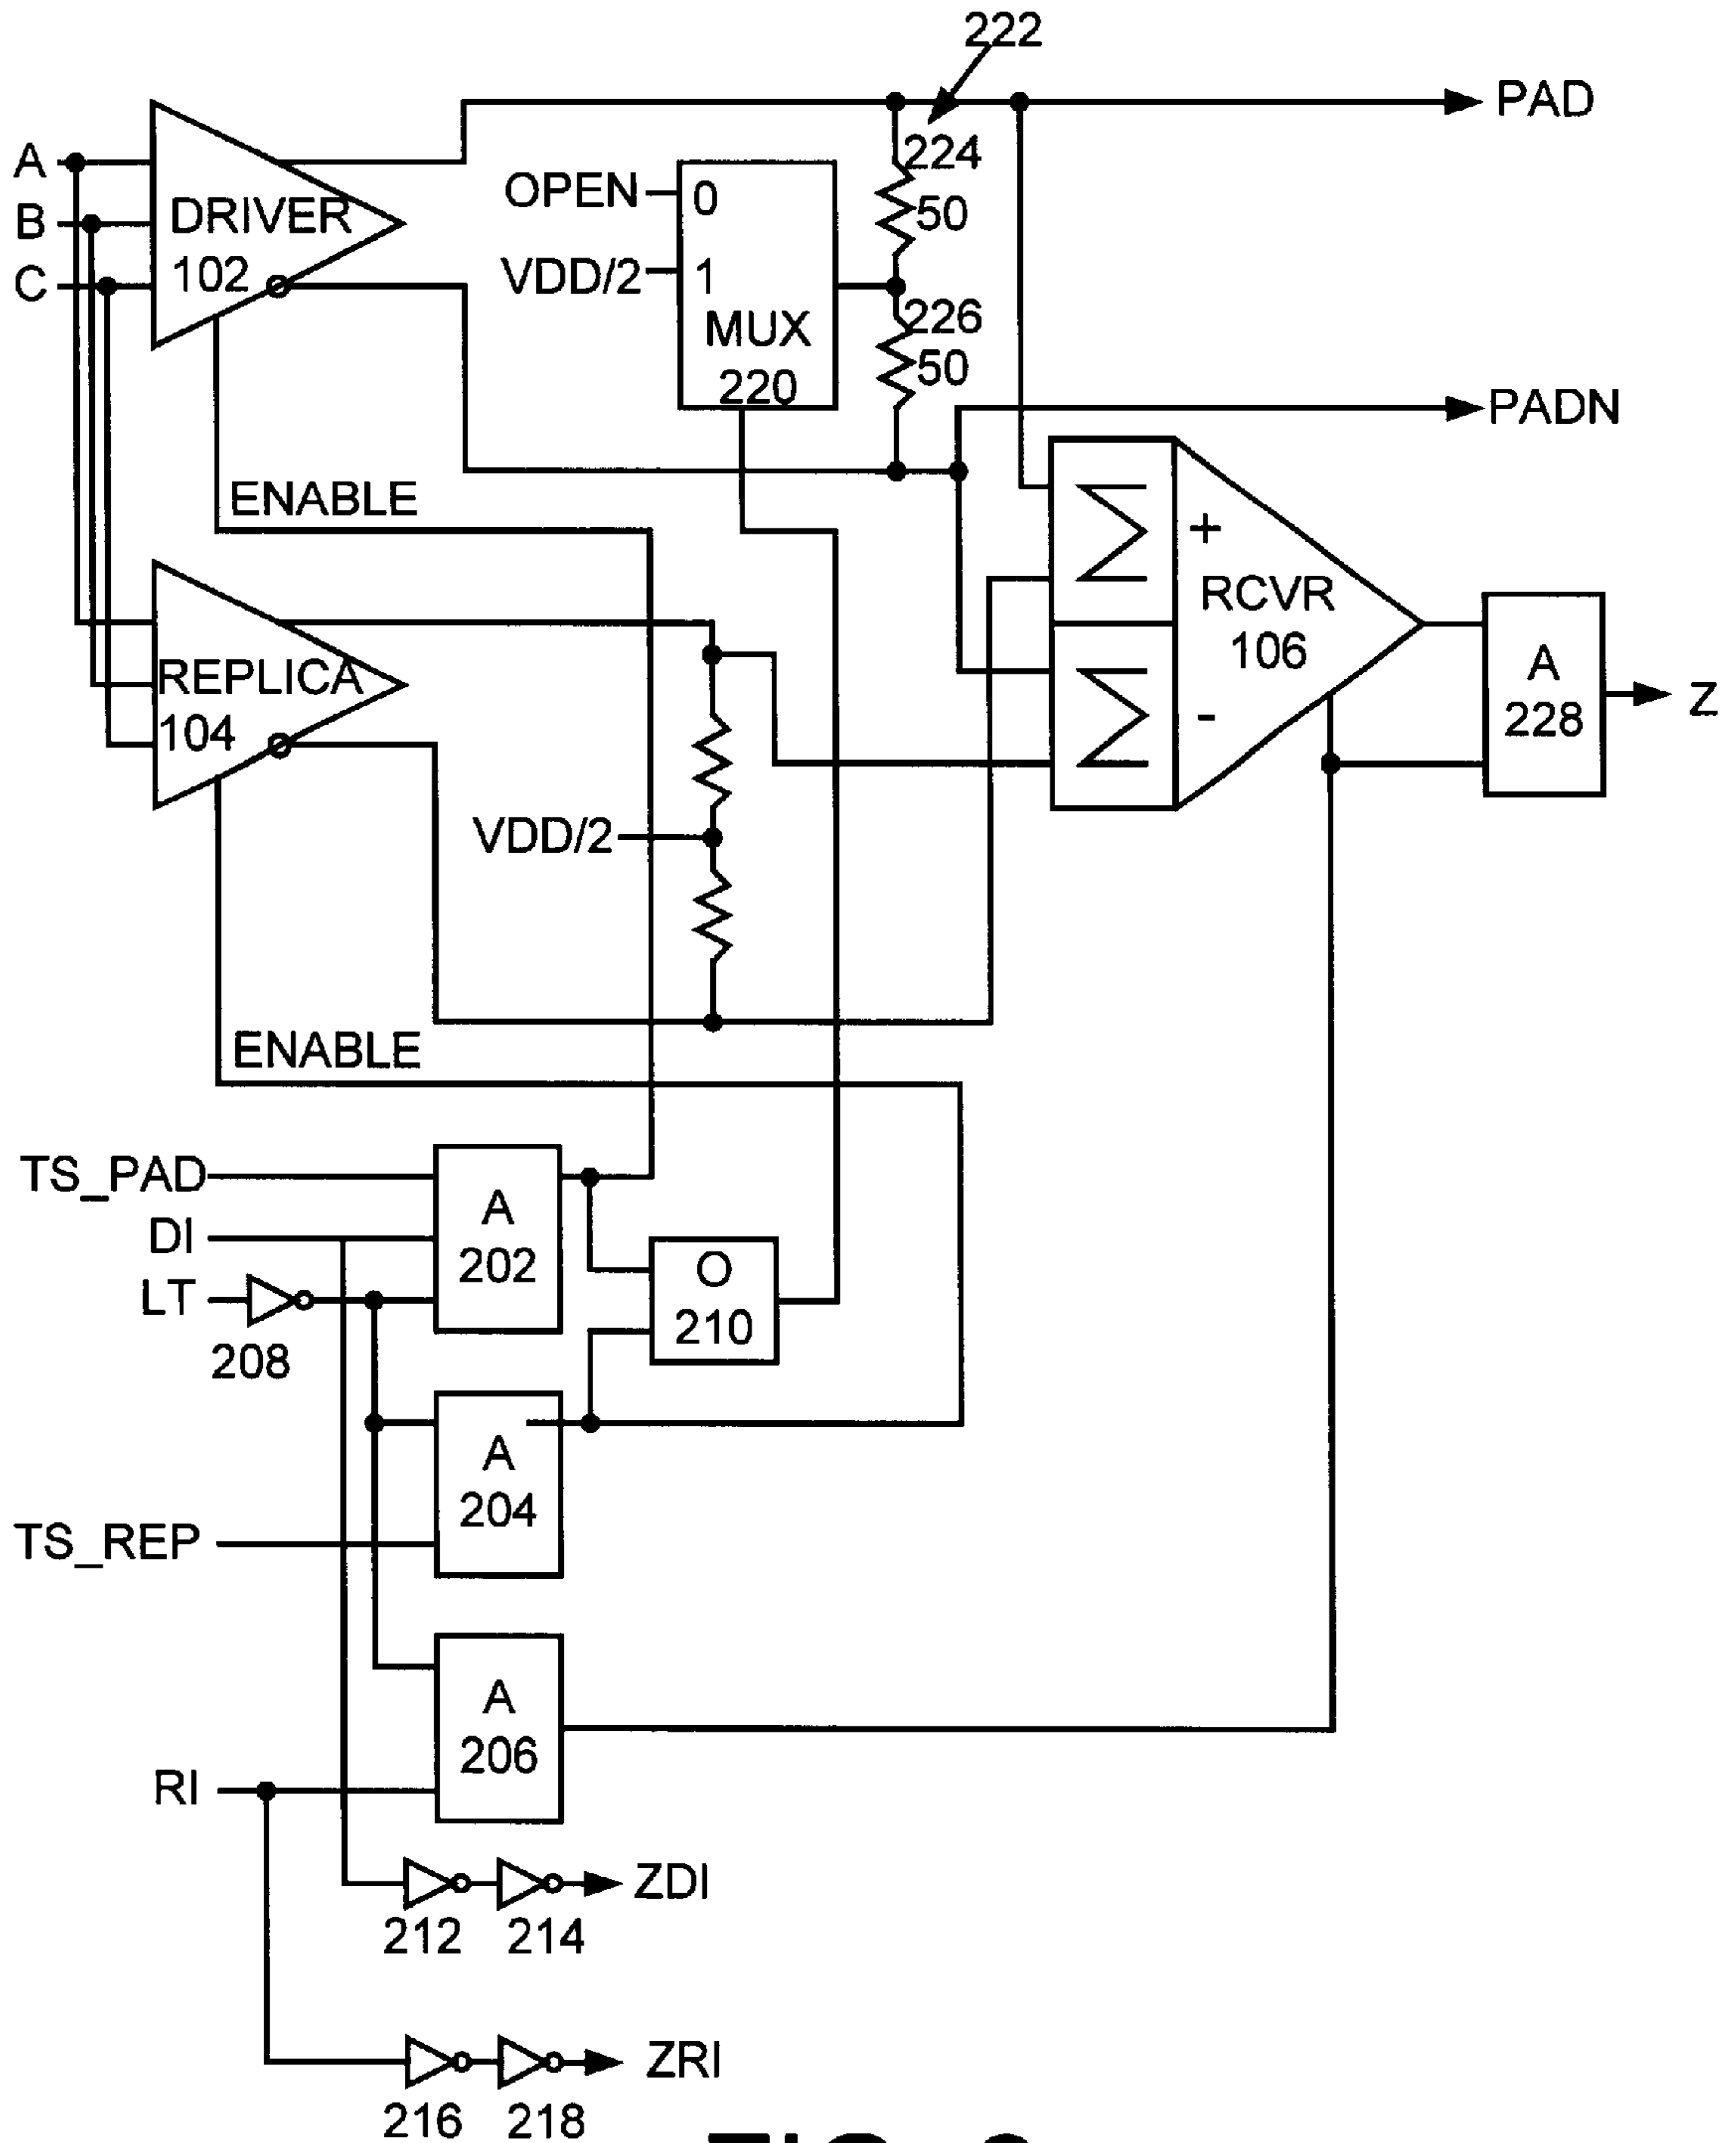 222
PAD
224
A
OPEN
0
50
B
DRIVER
102
VDD/2
1
C
226
MUX
50
220
PADN
ENABLE
+
RCVR
106
REPLICA
104
A
228
Z
-
VDD/2
ENABLE
TS_PAD
A
202
DI
O
210
LT
208
A
204
TS_REP
A
206
RI
ZDI
212
214
ZRI
216
218